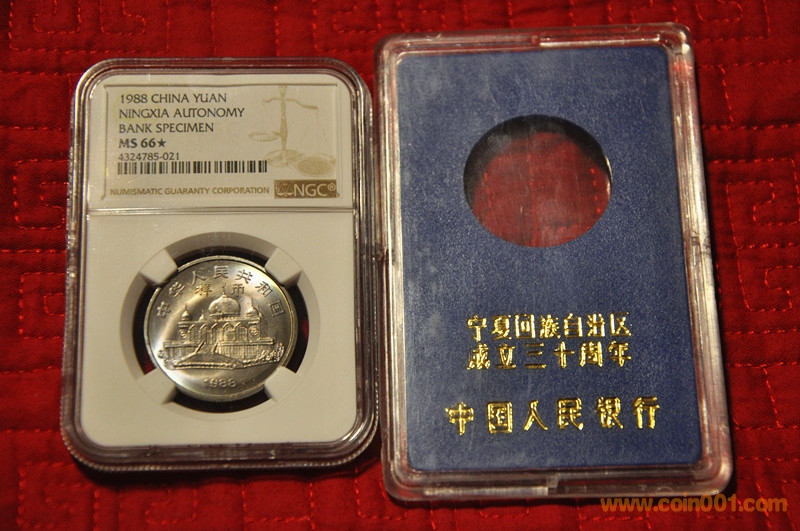 1988 CHINA YUAN
NINGXIA AUTONOMY
BANK SPECIMEN
MS 66★
4324785-021
NUMISMATIC GUARANTY CORPORATION
NGC®
中华人民共和国
样币
1988
宁夏回族自治区
成立三十周年
中国人民银行
www.coin001.com